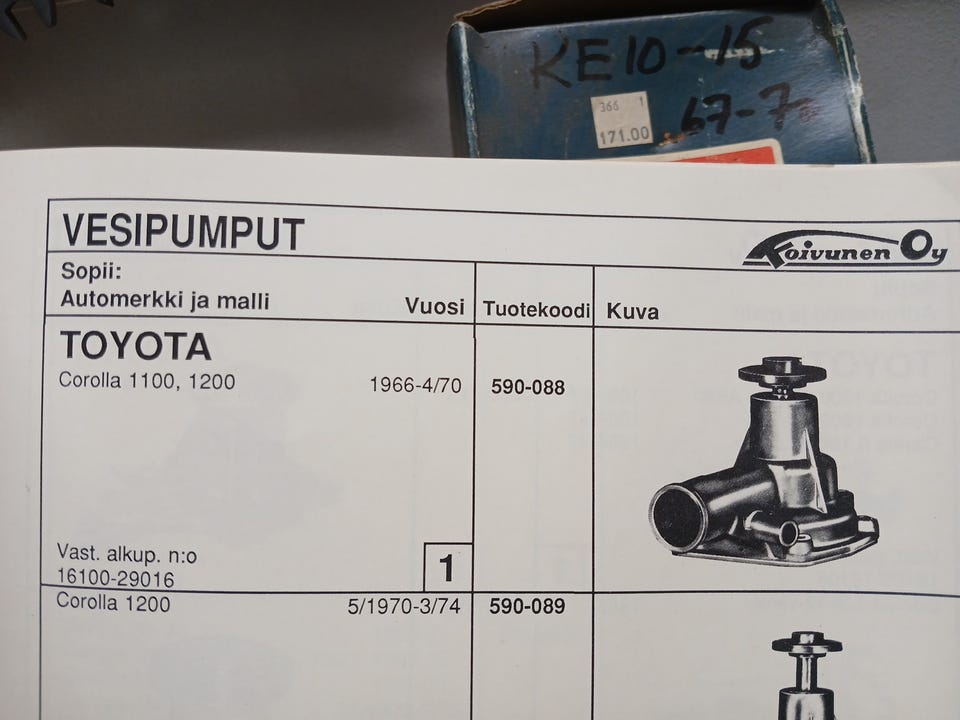 KE10-15
366 1
171.00
67-7
VESIPUMPUT
Koivunen Oy
Sopii:
Automerkki ja malli Vuosi Tuotekoodi Kuva
TOYOTA
Corolla 1100, 1200 1966-4/70 590-088
Vast. alkup. n:o
16100-29016 1
Corolla 1200 5/1970-3/74 590-089